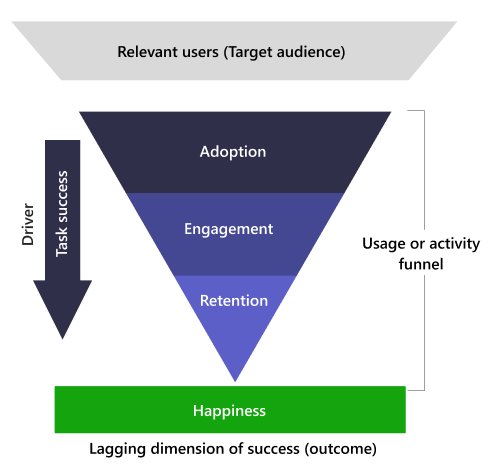 Relevant users (Target audience)
Adoption
Driver
Task success
Engagement
Usage or activity
funnel
Retention
Happiness
Lagging dimension of success (outcome)